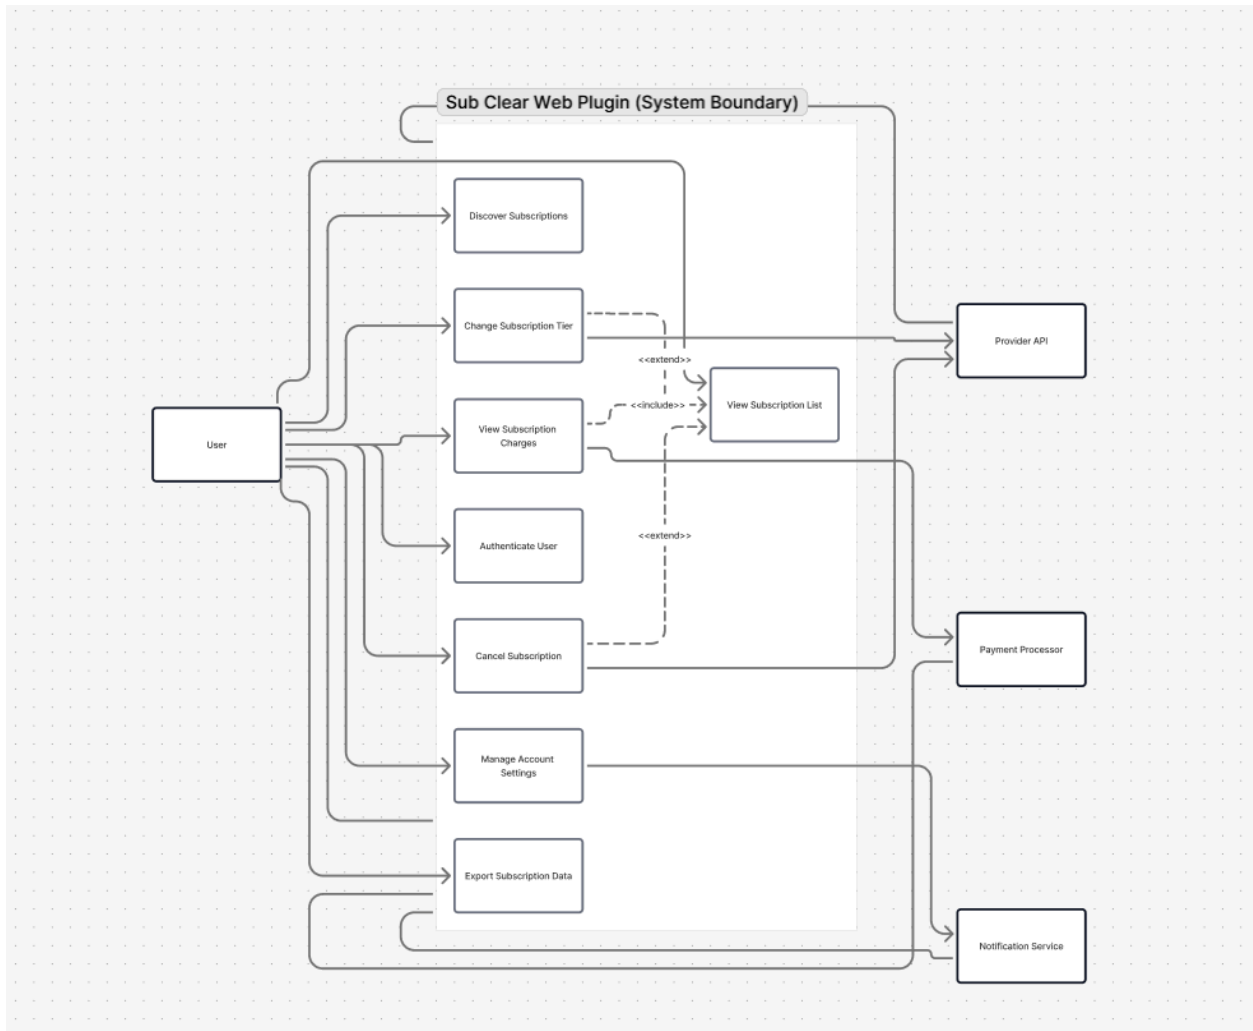 Sub Clear Web Plugin (System Boundary)
Discover Subscriptions
Change Subscription Tier
Provider API
<<extend>>
View Subscription List
<<include>>
User
View Subscription
Charges
<<extend>>
Authenticate User
Cancel Subscription
Payment Processor
Manage Account
Settings
Export Subscription Data
Notification Service